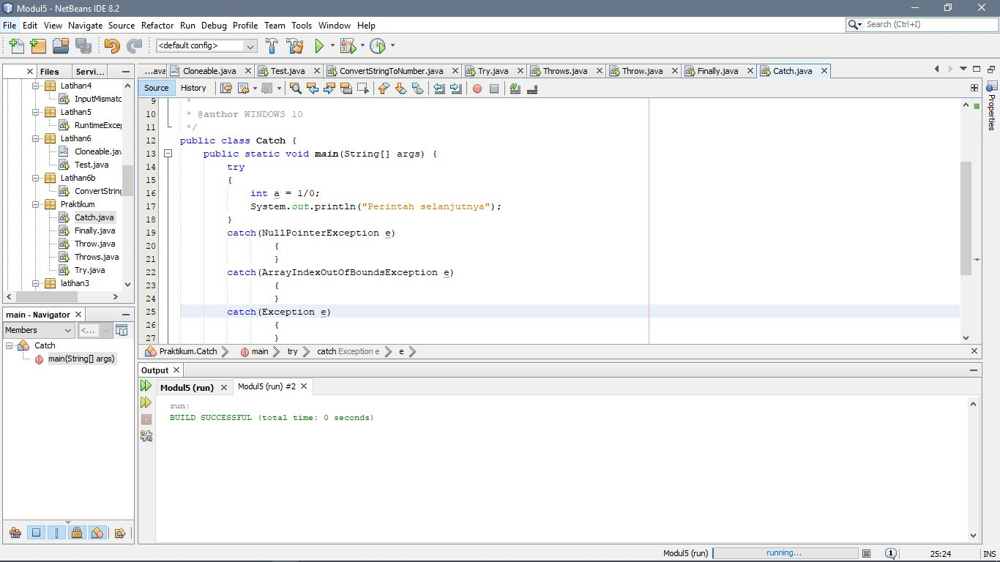 Modul5 - NetBeans IDE 8.2
File Edit View Navigate Source Refactor Run Debug Profile Team Tools Window Help
Search (Ctrl+I)
<default config>
Files Servi...
Latihan4
InputMismatc
Latihan5
RuntimeExcep
Latihan6
Cloneable.jav
Test.java
Latihan6b
ConvertString
Praktikum
Catch.java
Finally.java
Throw.java
Throws.java
Try.java
latihan3
main - Navigator
Members <...
Catch
main(String[] args)
...ava Cloneable.java Test.java ConvertStringToNumber.java Try.java Throws.java Throw.java Finally.java Catch.java
Source History
9 *
10 * @author WINDOWS 10
11 */
12 public class Catch {
13 public static void main(String[] args) {
14 try
15 {
16 int a = 1/0;
17 System.out.println("Perintah selanjutnya");
18 }
19 catch(NullPointerException e)
20 {
21 }
22 catch(ArrayIndexOutOfBoundsException e)
23 {
24 }
25 catch(Exception e)
26 {
27 }
Praktikum.Catch main try catch Exception e e
Properties
Output
Modul5 (run) Modul5 (run) #2
run:
BUILD SUCCESSFUL (total time: 0 seconds)
Modul5 (run) running... 1 25:24 INS